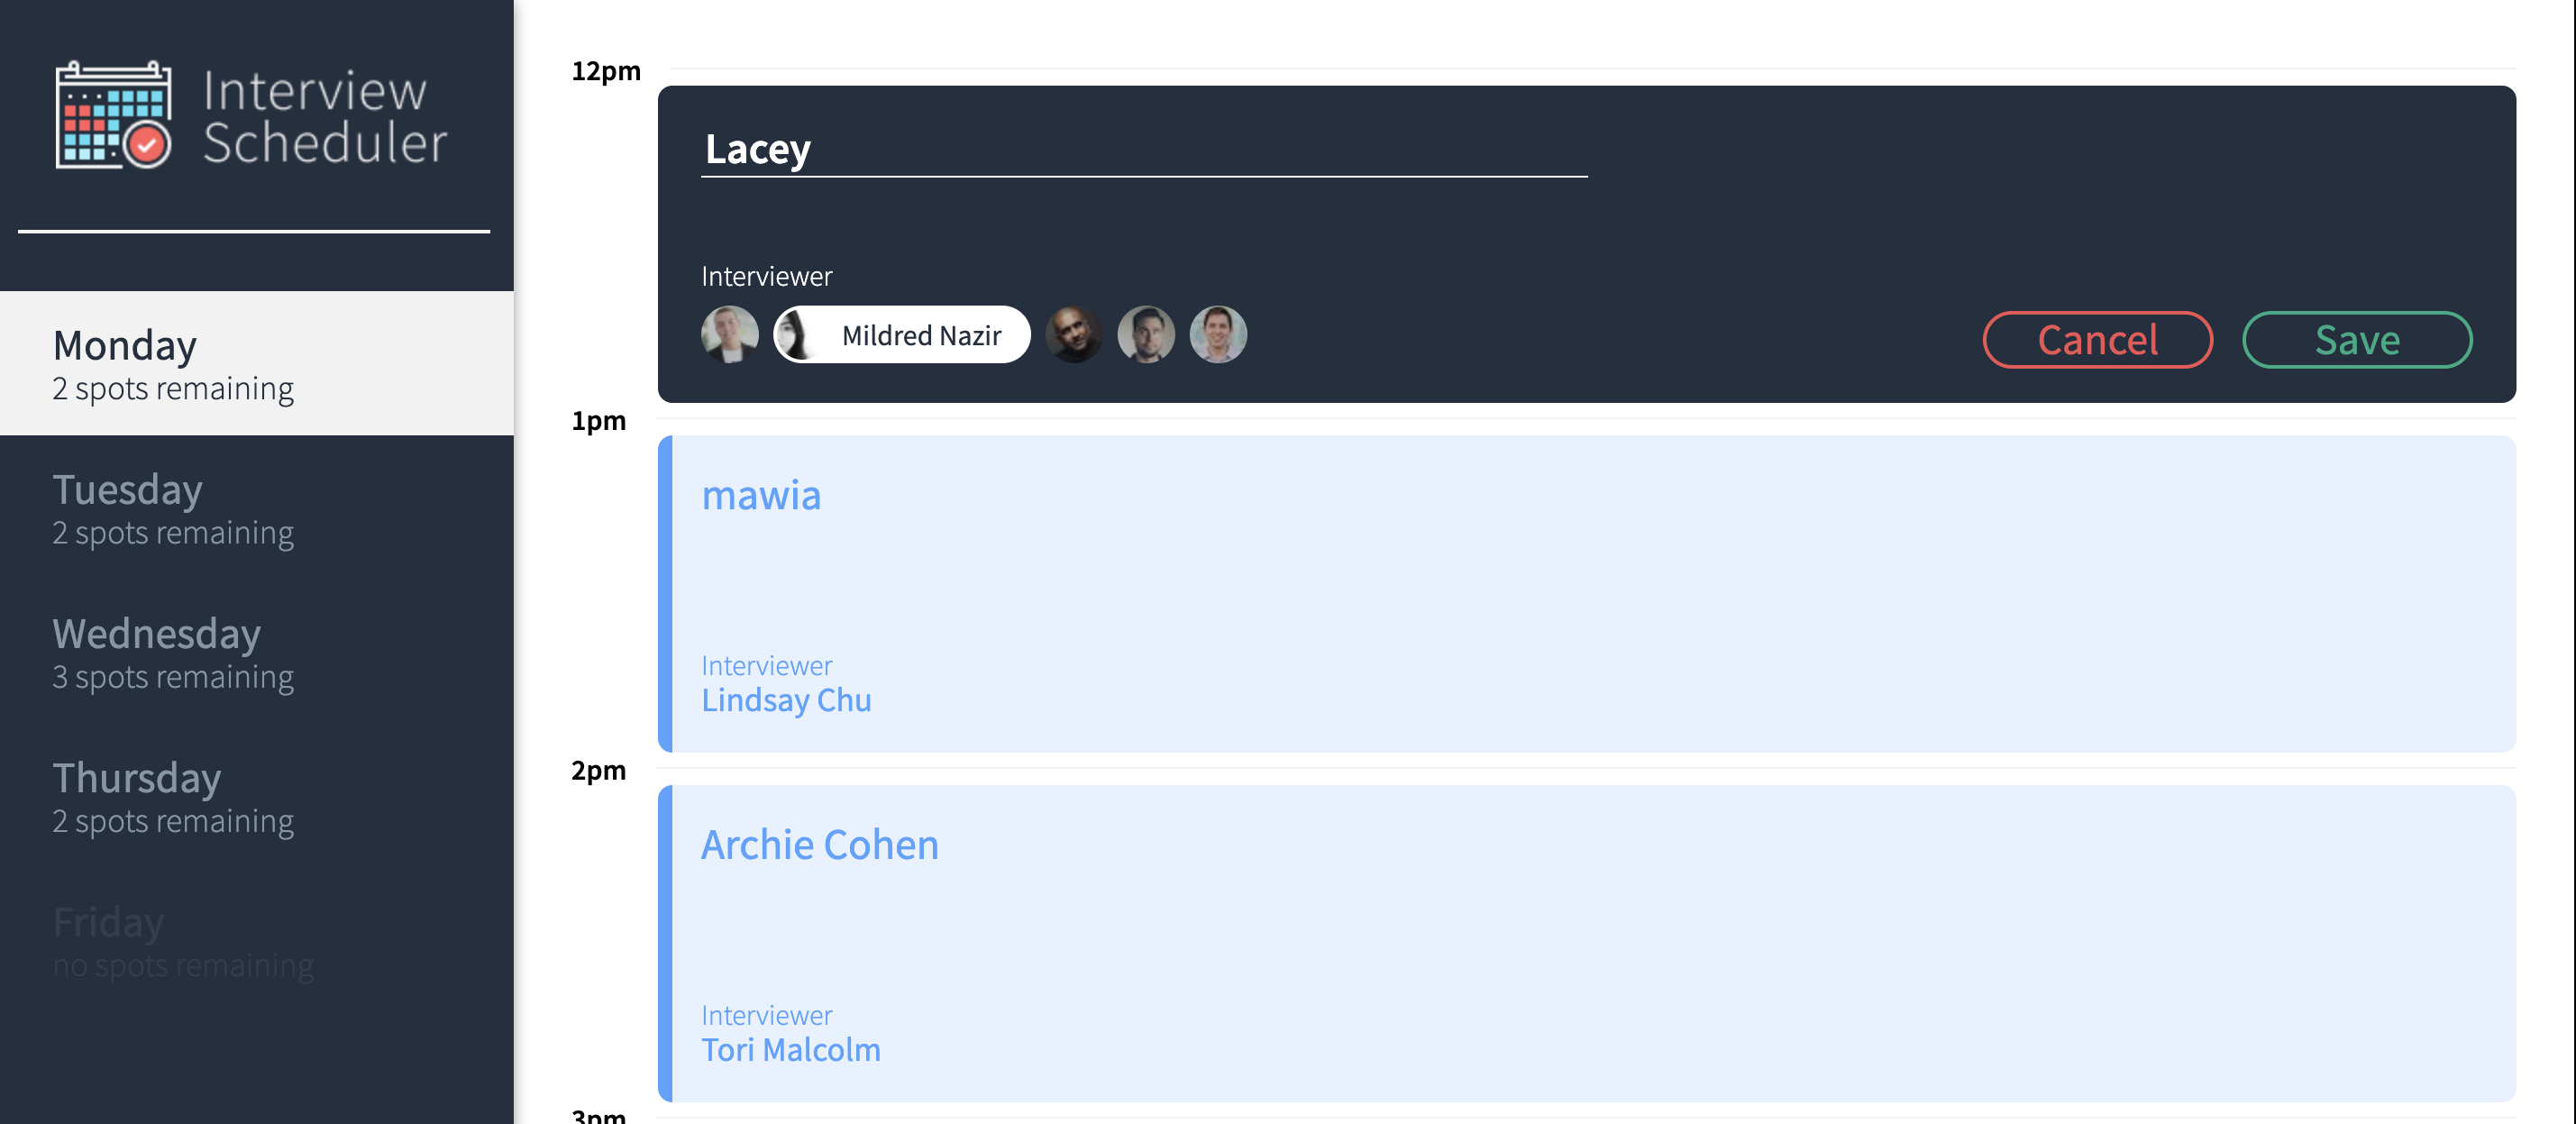 Interview
Scheduler
Monday
2 spots remaining
Tuesday
2 spots remaining
Wednesday
3 spots remaining
Thursday
2 spots remaining
Friday
no spots remaining
12pm
Lacey
Interviewer
Mildred Nazir
Cancel
Save
1pm
mawia
Interviewer
Lindsay Chu
2pm
Archie Cohen
Interviewer
Tori Malcolm
3pm